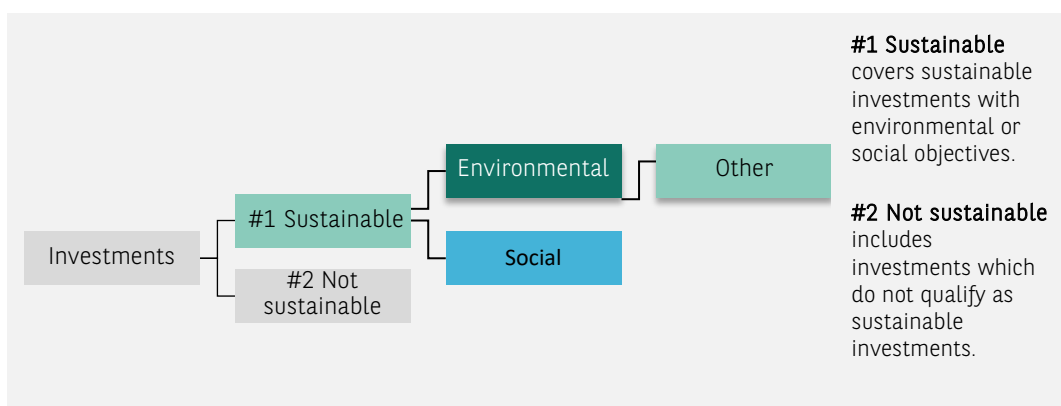 Investments
#1 Sustainable
#2 Not
sustainable
Environmental
Social
Other
#1 Sustainable
covers sustainable
investments with
environmental or
social objectives.
#2 Not sustainable
includes
investments which
do not qualify as
sustainable
investments.